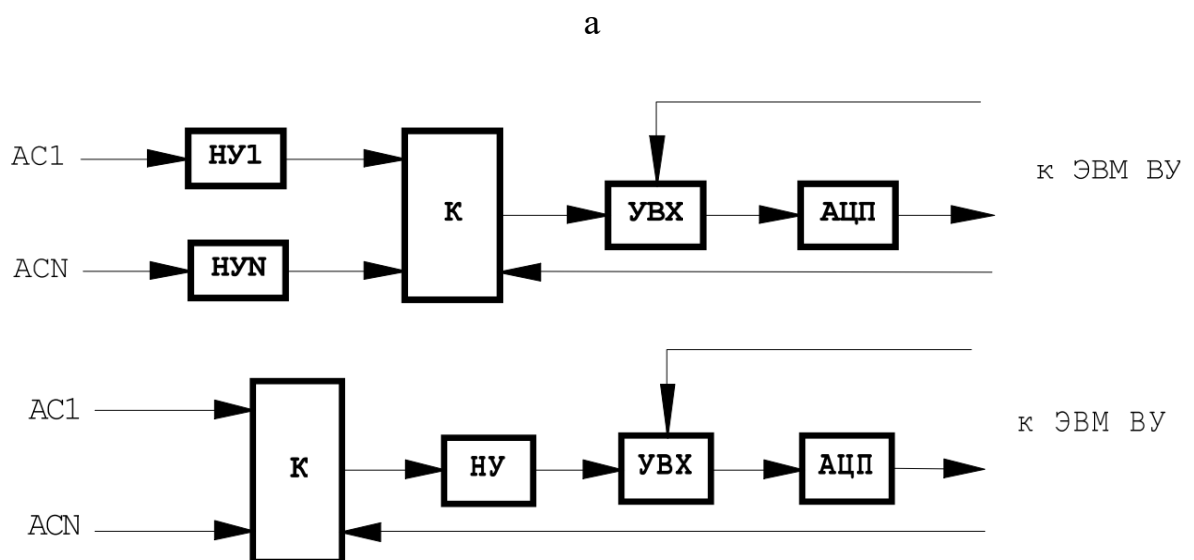 а
АС1
НУ1
К
УВХ
АЦП
к ЭВМ ВУ
АСN
НУN
АС1
К
НУ
УВХ
АЦП
к ЭВМ ВУ
АСN